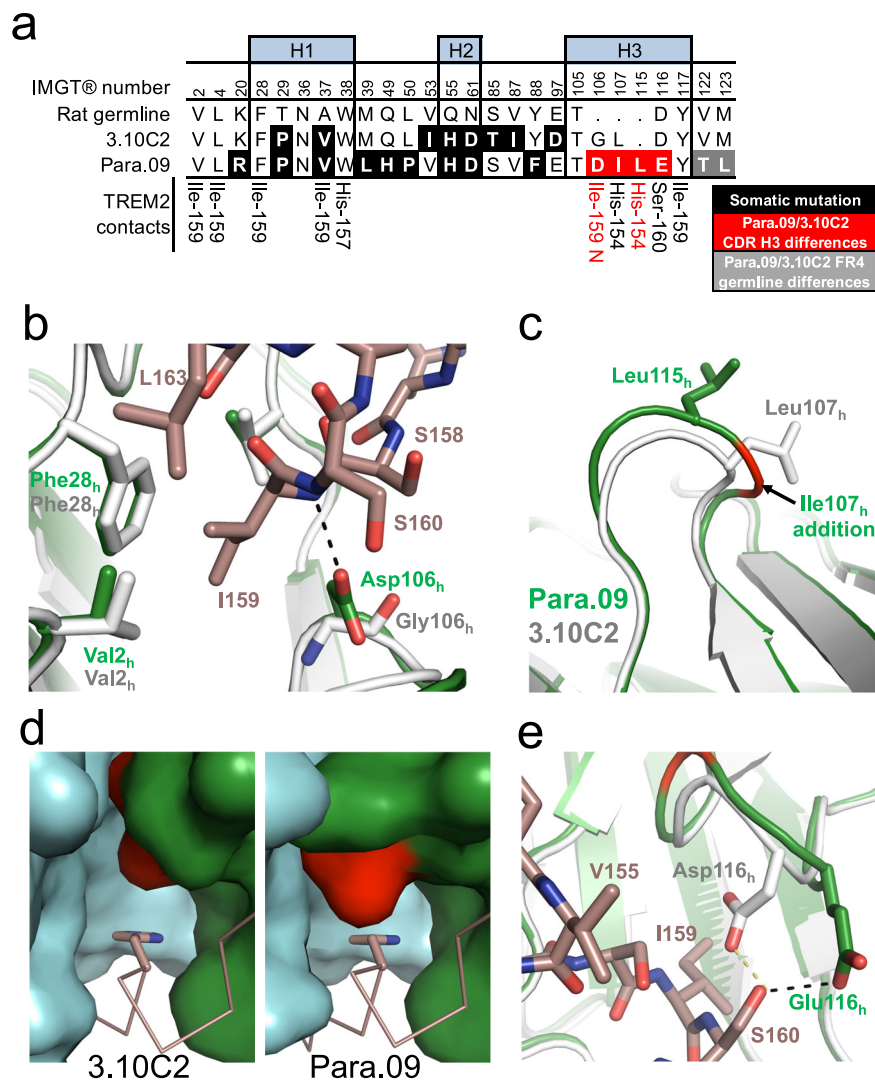 a
H1 H2 H3
IMGT® number 2 4 20 28 29 36 37 38 39 49 50 53 55 61 85 87 88 97 105 106 107 115 116 117 122 123
Rat germline V L K F T N A W M Q L V Q N S V Y E T . . . D Y V M
3.10C2 V L K F P N V W M Q L I H D T I Y D T G L . D Y V M
Para.09 V L R F P N V W L H P V H D S V F E T D I L E Y T L
TREM2 contacts
Ile-159 Ile-159 Ile-159 Ile-159 His-157 Ile-159 N His-154 His-154 Ser-160 Ile-159
Somatic mutation
Para.09/3.10C2
CDR H3 differences
Para.09/3.10C2 FR4
germline differences
b
L163
S158
Phe28h
Phe28h
S160
I159
Asp106h
Gly106h
Val2h
Val2h
c
Leu115h
Leu107h
Ile107h
addition
Para.09
3.10C2
d
3.10C2
Para.09
e
V155
Asp116h
I159
Glu116h
S160